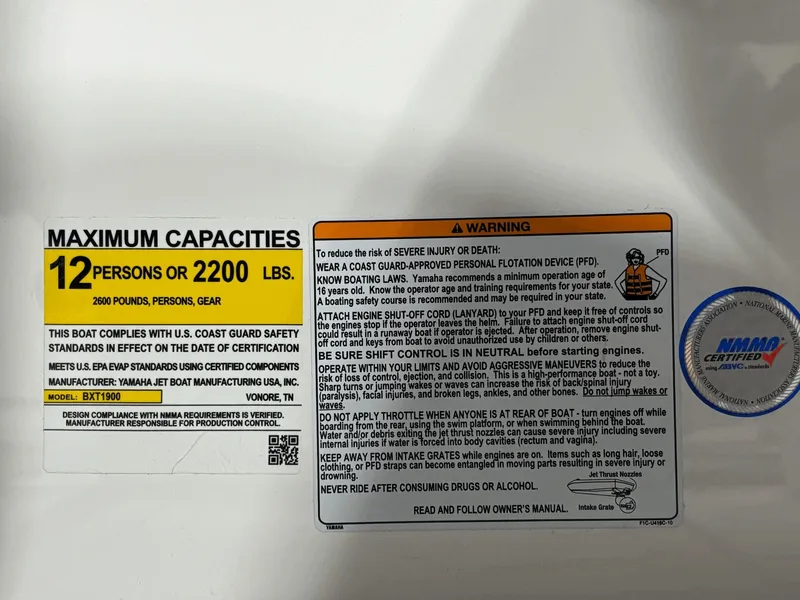 MAXIMUM CAPACITIES
12 PERSONS OR 2200 LBS.
2600 POUNDS, PERSONS, GEAR
THIS BOAT COMPLIES WITH U.S. COAST GUARD SAFETY
STANDARDS IN EFFECT ON THE DATE OF CERTIFICATION
MEETS U.S. EPA EVAP STANDARDS USING CERTIFIED COMPONENTS
MANUFACTURER: YAMAHA JET BOAT MANUFACTURING USA, INC.
MODEL: BXT1900 VONORE, TN
DESIGN COMPLIANCE WITH NMMA REQUIREMENTS IS VERIFIED.
MANUFACTURER RESPONSIBLE FOR PRODUCTION CONTROL.
WARNING
To reduce the risk of SEVERE INJURY OR DEATH:
WEAR A COAST GUARD-APPROVED PERSONAL FLOTATION DEVICE (PFD).
KNOW BOATING LAWS. Yamaha recommends a minimum operation age of
16 years old. Know the operator age and training requirements for your state.
A boating safety course is recommended and may be required in your state.
PFD
ATTACH ENGINE SHUT-OFF CORD (LANYARD) to your PFD and keep it free of controls so
the engines stop if the operator leaves the helm. Failure to attach engine shut-off cord
could result in a runaway boat if operator is ejected. After operation, remove engine shut-
off cord and keys from boat to avoid unauthorized use by children or others.
BE SURE SHIFT CONTROL IS IN NEUTRAL before starting engines.
OPERATE WITHIN YOUR LIMITS AND AVOID AGGRESSIVE MANEUVERS to reduce the
risk of loss of control, ejection, and collision. This is a high-performance boat - not a toy.
Sharp turns or jumping wakes or waves can increase the risk of back/spinal injury
(paralysis), facial injuries, and broken legs, ankles, and other bones. Do not jump wakes or
waves.
DO NOT APPLY THROTTLE WHEN ANYONE IS AT REAR OF BOAT - turn engines off while
boarding from the rear, using the swim platform, or when swimming behind the boat.
Water and/or debris exiting the jet thrust nozzles can cause severe injury including severe
internal injuries if water is forced into body cavities (rectum and vagina).
KEEP AWAY FROM INTAKE GRATES while engines are on. Items such as long hair, loose
clothing, or PFD straps can become entangled in moving parts resulting in severe injury or
drowning.
Jet Thrust Nozzles
NEVER RIDE AFTER CONSUMING DRUGS OR ALCOHOL.
Intake Grate
READ AND FOLLOW OWNER'S MANUAL.
YAMAHA
F1C-U416C-10
NMMA
CERTIFIED
using ABYC standards
NATIONAL MARINE MANUFACTURERS ASSOCIATION